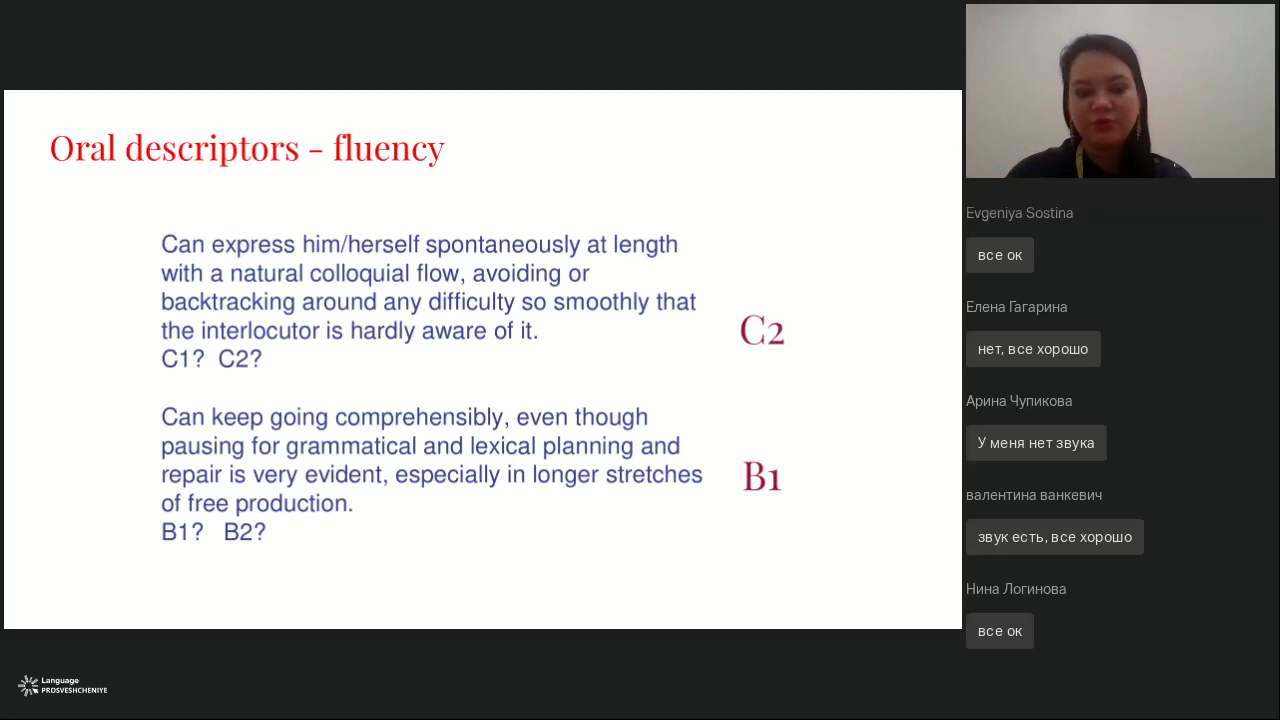 Oral descriptors - fluency
Can express him/herself spontaneously at length
with a natural colloquial flow, avoiding or
backtracking around any difficulty so smoothly that
the interlocutor is hardly aware of it.
C1? C2?
C2
Can keep going comprehensibly, even though
pausing for grammatical and lexical planning and
repair is very evident, especially in longer stretches
of free production.
B1? B2?
B1
Evgeniya Sostina
все ок
Елена Гагарина
нет, все хорошо
Арина Чупикова
У меня нет звука
валентина ванкевич
звук есть, все хорошо
Нина Логинова
все ок
Language
PROSVESHCHENIYE